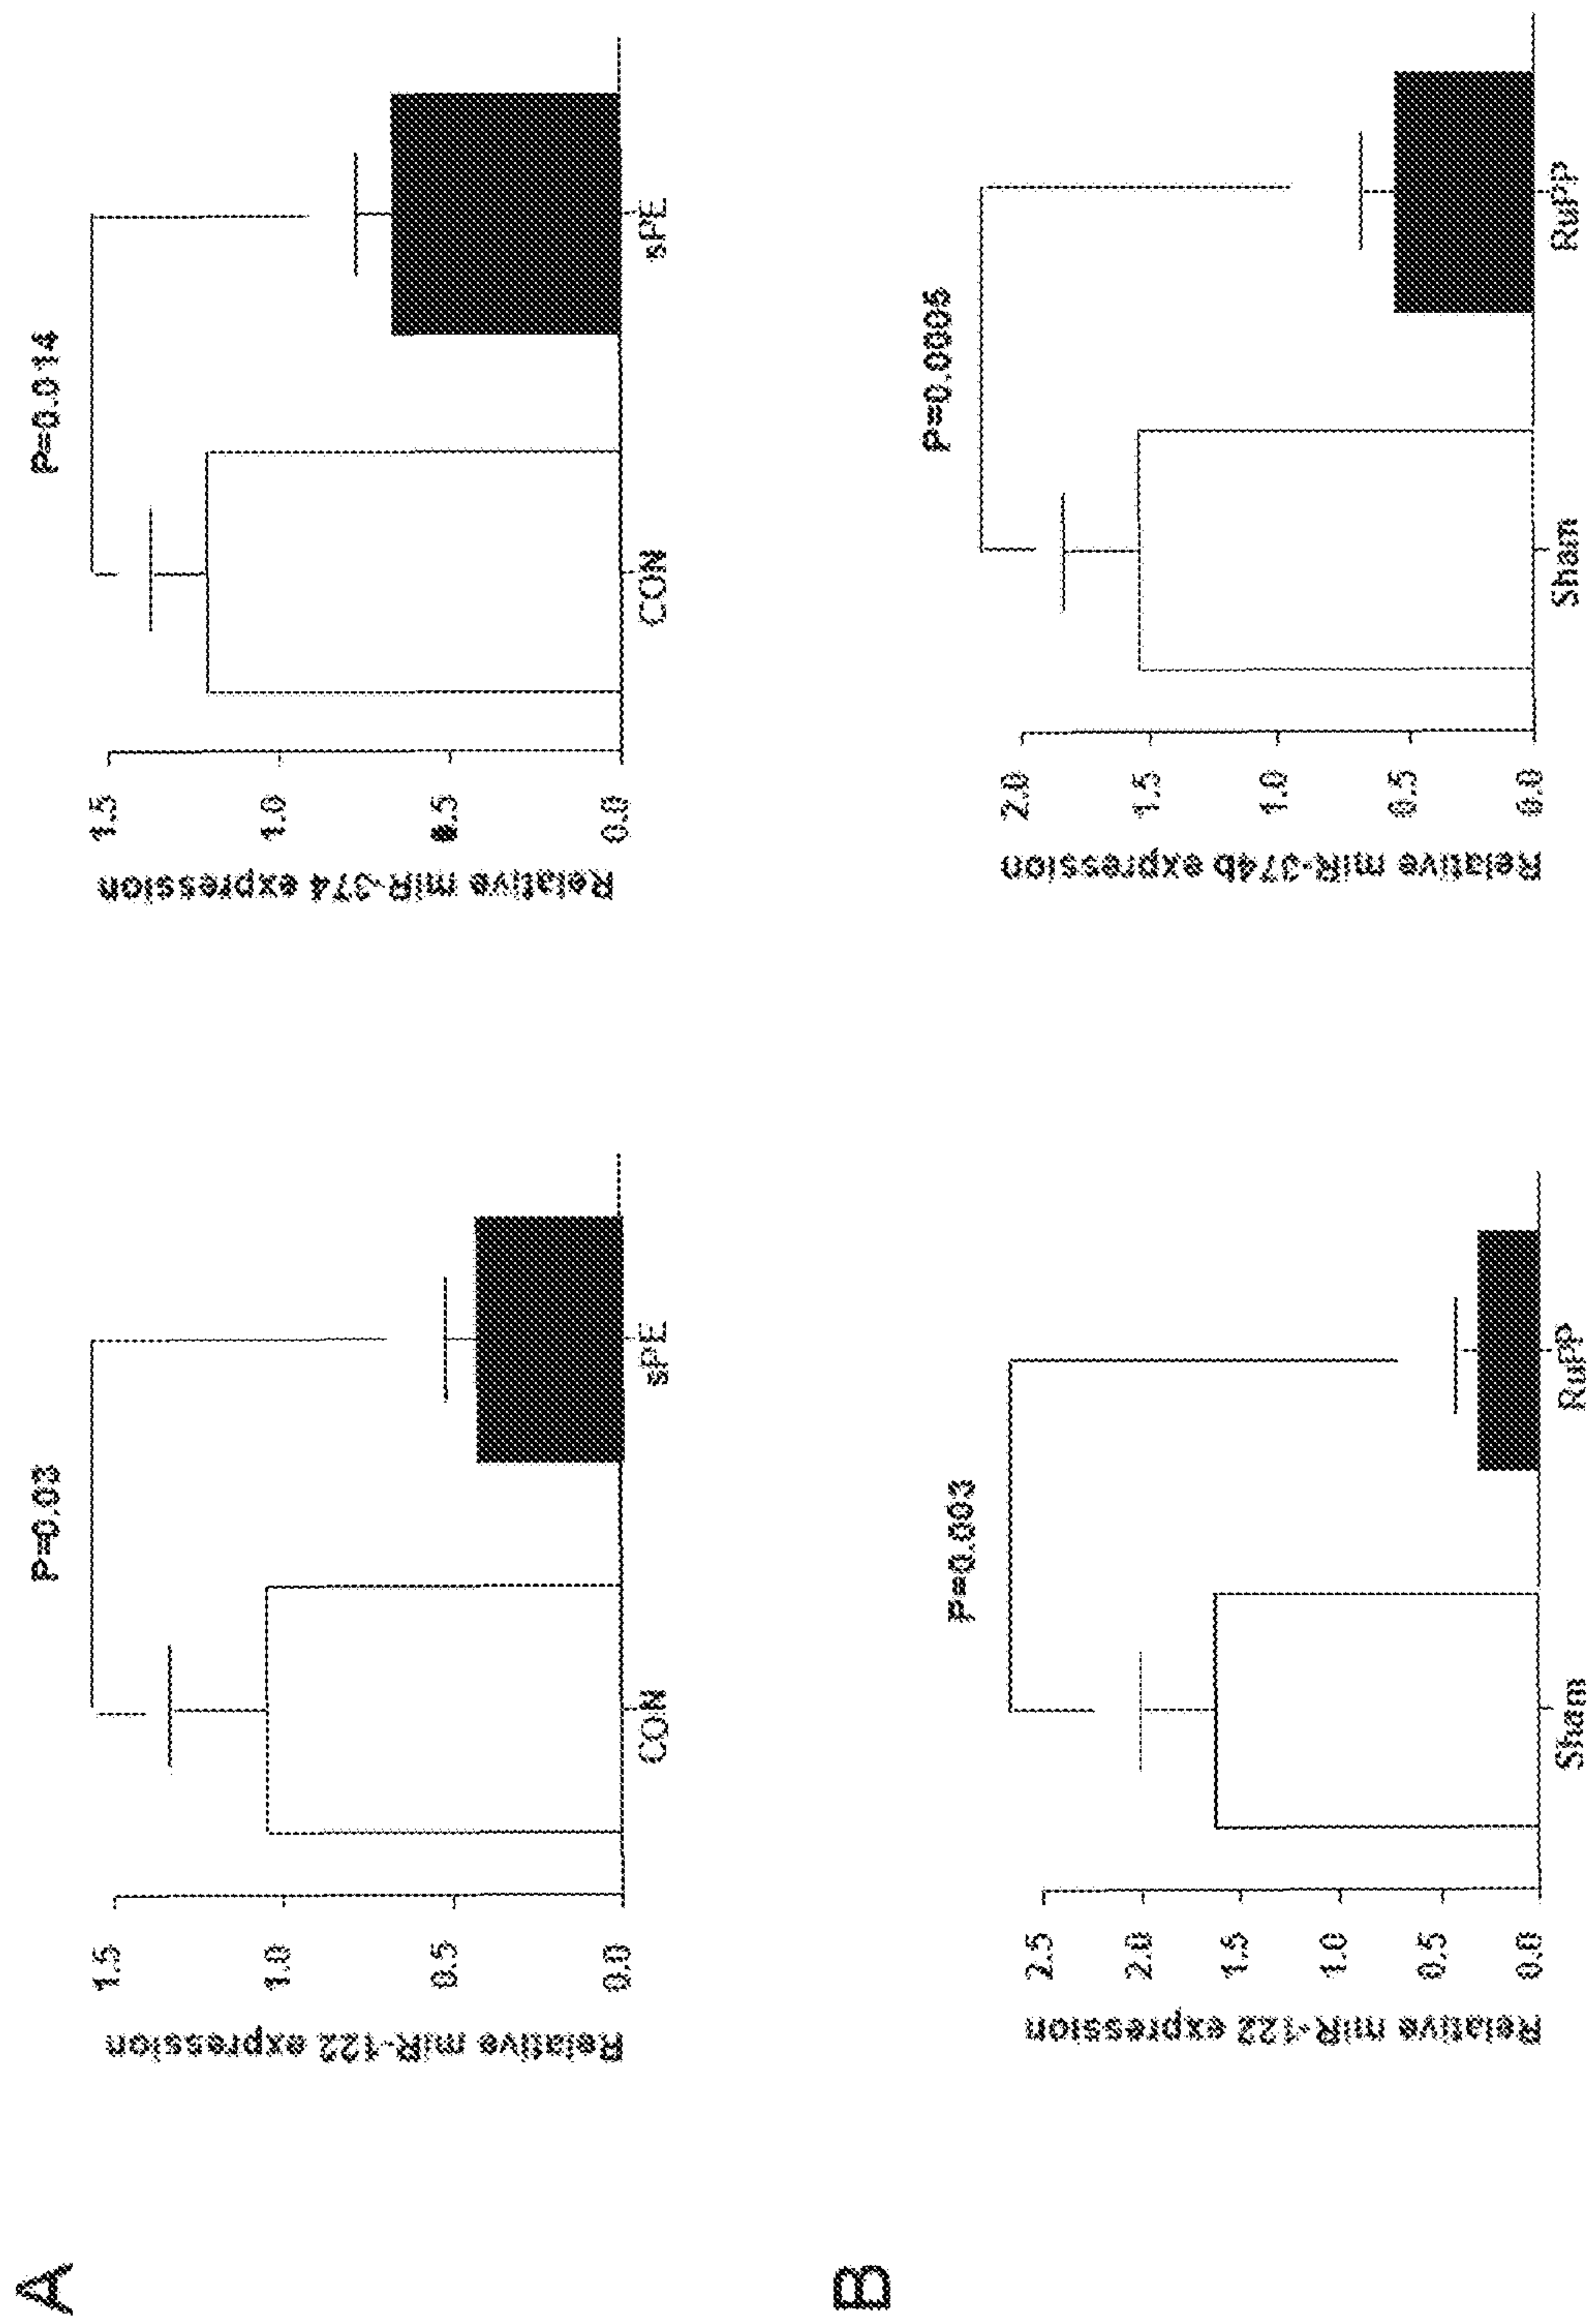 A
P=0.03
Relative miR-122 expression
1.5
1.0
0.5
0.0
CON
sPE
P=0.014
Relative miR-374 expression
1.5
1.0
0.5
0.0
CON
sPE
B
P=0.003
Relative miR-122 expression
2.5
2.0
1.5
1.0
0.5
0.0
Sham
RuPP
P=0.0005
Relative miR-374b expression
2.0
1.5
1.0
0.5
0.0
Sham
RuPP